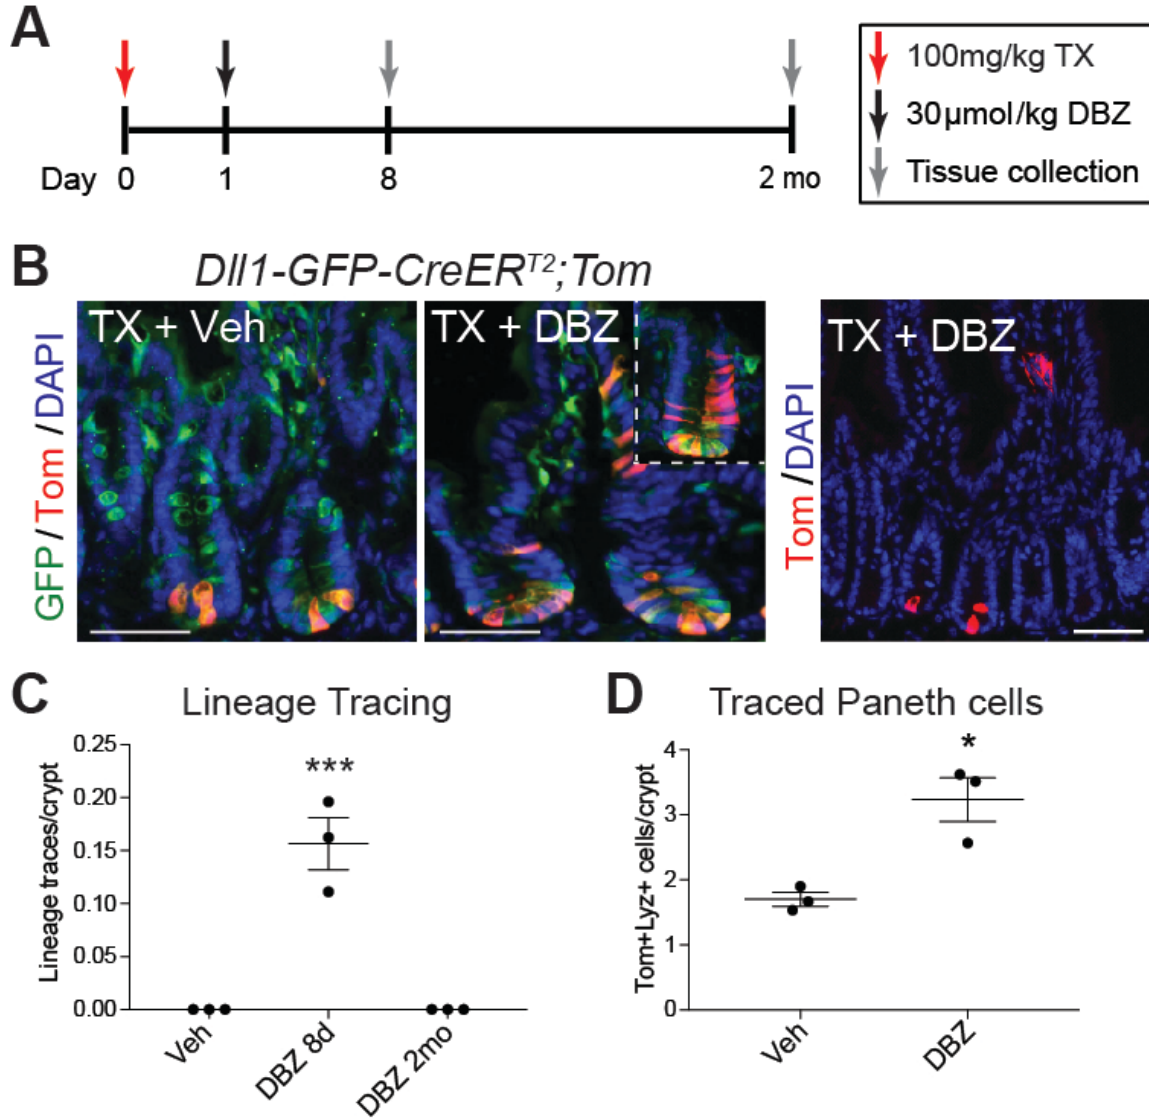 A
100mg/kg TX
30µmol/kg DBZ
Tissue collection
Day 0 1 8 2 mo
B
Dll1-GFP-CreERT2;Tom
GFP/Tom/DAPI
TX + Veh
TX + DBZ
Tom/DAPI
TX + DBZ
C
Lineage Tracing
Lineage traces/crypt
0.25
0.20
0.15
0.10
0.05
0.00
***
Veh
DBZ 8d
DBZ 2mo
D
Traced Paneth cells
Tom+Lyz+ cells/crypt
4
3
2
1
0
*
Veh
DBZ